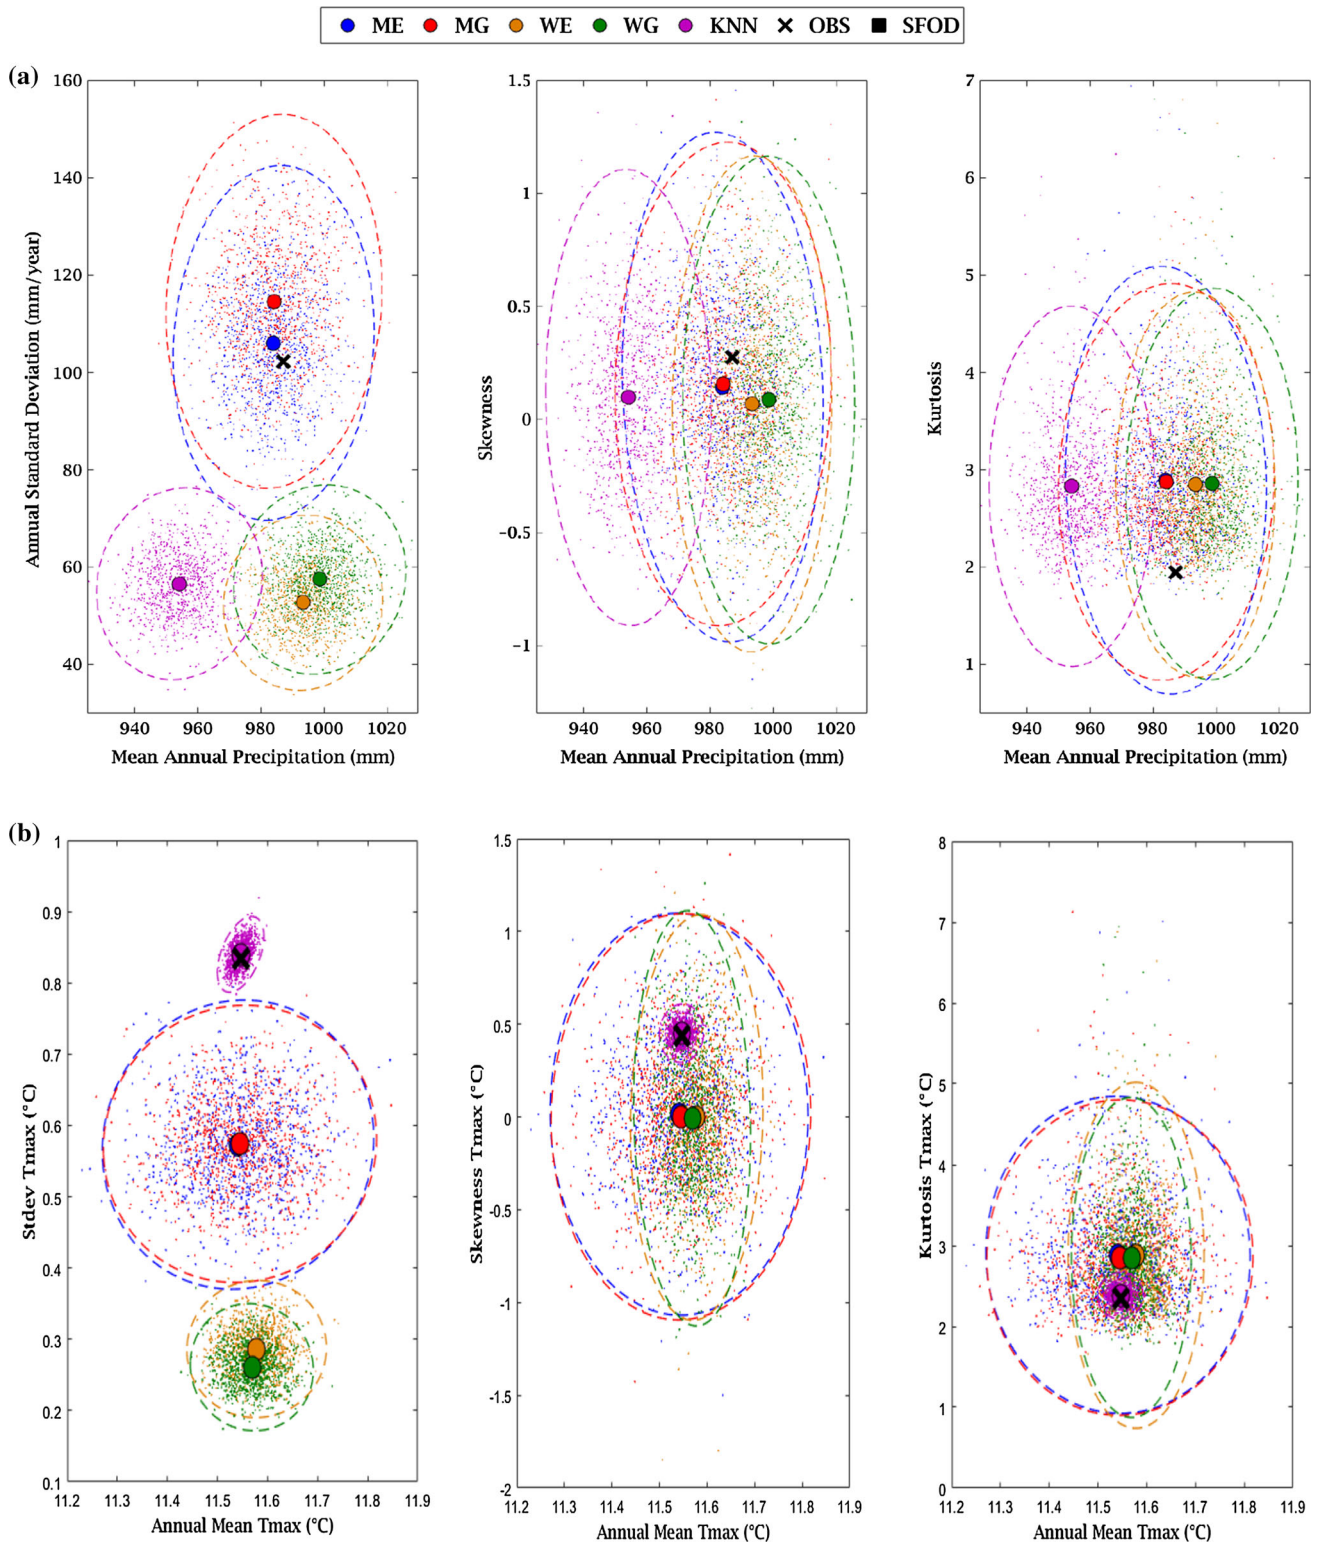 ME MG WE WG KNN OBS SFOD
(a)
160
140
120
100
80
60
40
Annual Standard Deviation (mm/year)
940 960 980 1000 1020
Mean Annual Precipitation (mm)
1.5
1
0.5
0
−0.5
−1
Skewness
940 960 980 1000 1020
Mean Annual Precipitation (mm)
7
6
5
4
3
2
1
Kurtosis
940 960 980 1000 1020
Mean Annual Precipitation (mm)
(b)
1
0.9
0.8
0.7
0.6
0.5
0.4
0.3
0.2
0.1
Stdev Tmax (°C)
11.2 11.3 11.4 11.5 11.6 11.7 11.8 11.9
Annual Mean Tmax (°C)
1.5
1
0.5
0
-0.5
-1
-1.5
-2
Skewness Tmax (°C)
11.2 11.3 11.4 11.5 11.6 11.7 11.8 11.9
Annual Mean Tmax (°C)
8
7
6
5
4
3
2
1
0
Kurtosis Tmax (°C)
11.2 11.3 11.4 11.5 11.6 11.7 11.8 11.9
Annual Mean Tmax (°C)